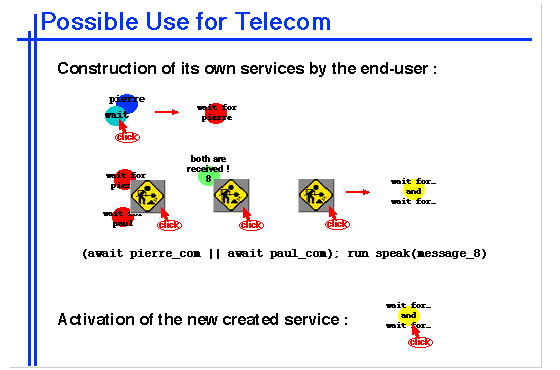 Possible Use for Telecom
Construction of its own services by the end-user :
pierre
wait
click
wait for
pierre
wait for
pier
wait for
paul
click
both are
received !
8
click
click
wait for…
and
wait for…
(await pierre_com || await paul_com); run speak(message_8)
Activation of the new created service :
wait for…
and
wait for…
click